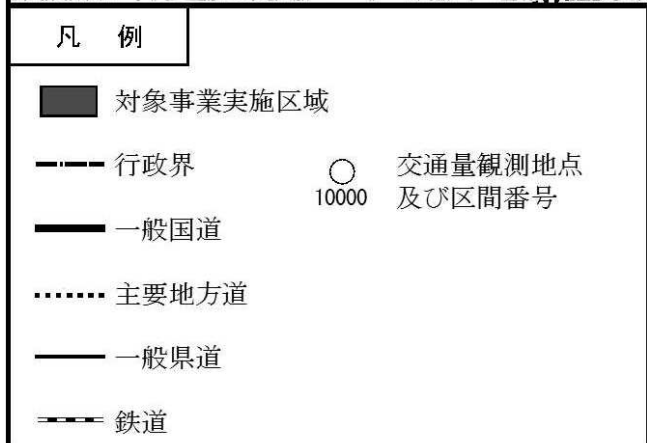 凡 例
対象事業実施区域
行政界
一般国道
主要地方道
一般県道
鉄道
10000
交通量観測地点
及び区間番号